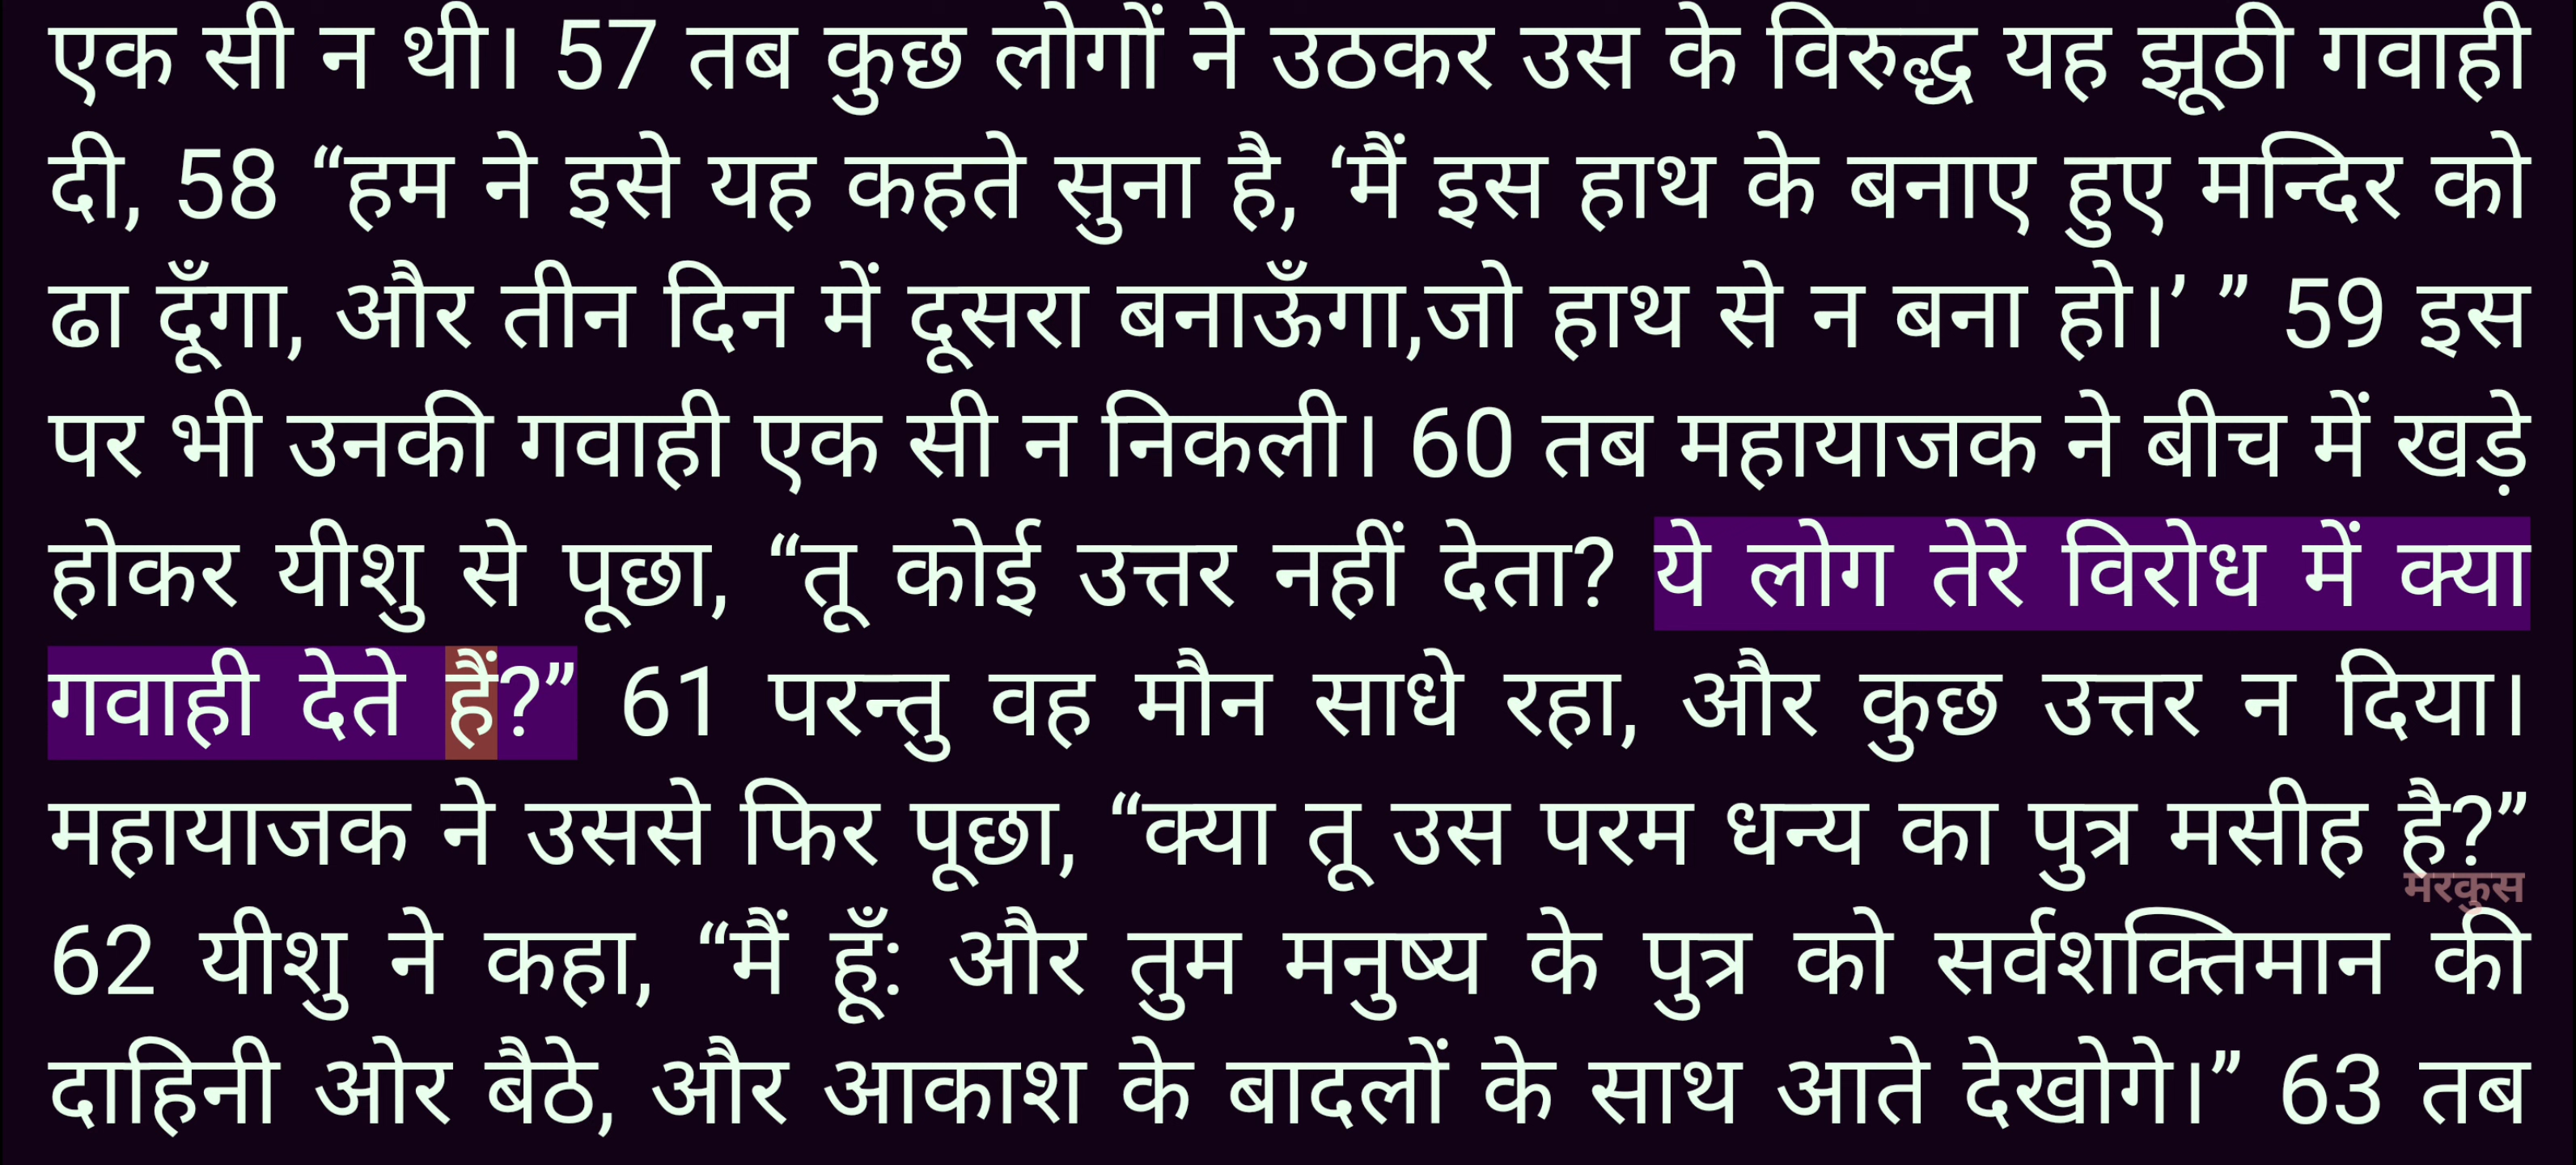 एक सी न थी। 57 तब कुछ लोगों ने उठकर उस के विरुद्ध यह झूठी गवाही
दी, 58 “हम ने इसे यह कहते सुना है, ‘मैं इस हाथ के बनाए हुए मन्दिर को
ढा दूँगा, और तीन दिन में दूसरा बनाऊँगा,जो हाथ से न बना हो।’ ” 59 इस
पर भी उनकी गवाही एक सी न निकली। 60 तब महायाजक ने बीच में खड़े
होकर यीशु से पूछा, “तू कोई उत्तर नहीं देता? ये लोग तेरे विरोध में क्या
गवाही देते हैं?” 61 परन्तु वह मौन साधे रहा, और कुछ उत्तर न दिया।
महायाजक ने उससे फिर पूछा, “क्या तू उस परम धन्य का पुत्र मसीह है?”
मरकुस
62 यीशु ने कहा, “मैं हूँ: और तुम मनुष्य के पुत्र को सर्वशक्तिमान की
दाहिनी ओर बैठे, और आकाश के बादलों के साथ आते देखोगे।” 63 तब